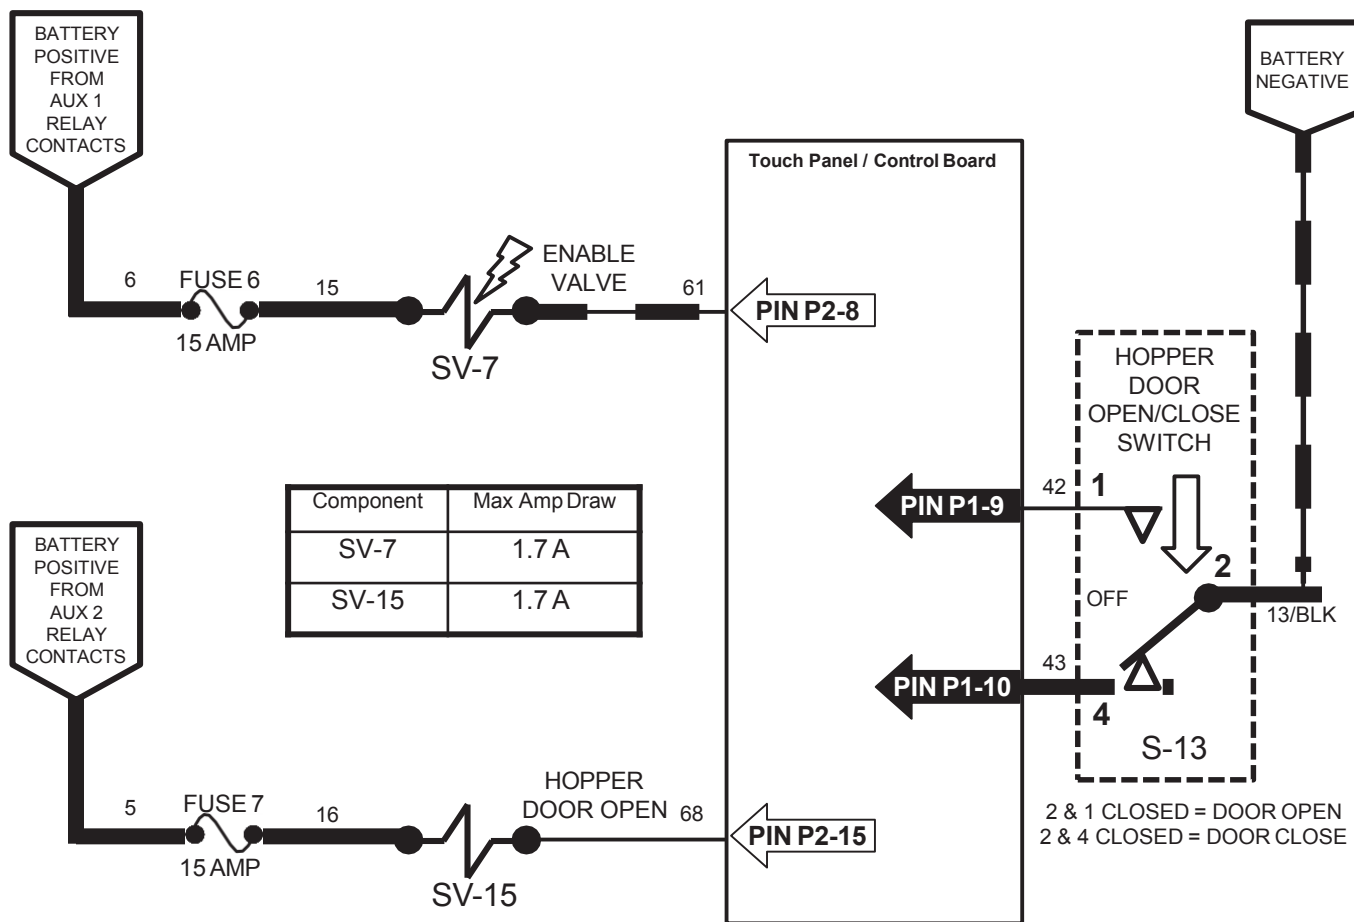 BATTERY
POSITIVE
FROM
AUX 1
RELAY
CONTACTS
BATTERY
NEGATIVE
Touch Panel / Control Board
6
FUSE 6
15 AMP
15
SV-7
ENABLE
VALVE
61
PIN P2-8
HOPPER
DOOR
OPEN/CLOSE
SWITCH
PIN P1-9
42
1
2
OFF
13/BLK
PIN P1-10
43
4
S-13
2 & 1 CLOSED = DOOR OPEN
2 & 4 CLOSED = DOOR CLOSE
Component Max Amp Draw
SV-7 1.7 A
SV-15 1.7 A
BATTERY
POSITIVE
FROM
AUX 2
RELAY
CONTACTS
5
FUSE 7
15 AMP
16
SV-15
HOPPER
DOOR OPEN
68
PIN P2-15